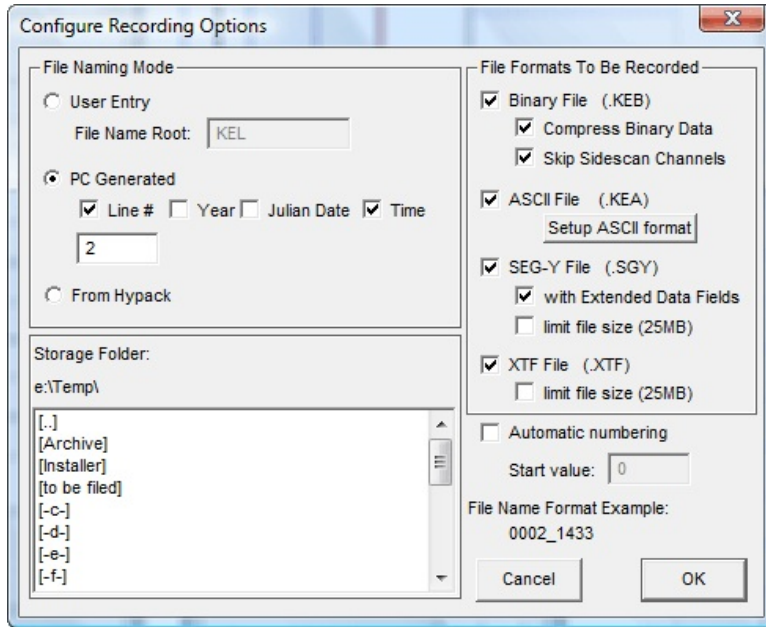 Configure Recording Options
File Naming Mode
User Entry
File Name Root: KEL
PC Generated
Line # Year Julian Date Time
2
From Hypack
Storage Folder:
e:\Temp\
[..]
[Archive]
[Installer]
[to be filed]
[-c-]
[-d-]
[-e-]
[-f-]
File Formats To Be Recorded
Binary File (.KEB)
Compress Binary Data
Skip Sidescan Channels
ASCII File (.KEA)
Setup ASCII format
SEG-Y File (.SGY)
with Extended Data Fields
limit file size (25MB)
XTF File (.XTF)
limit file size (25MB)
Automatic numbering
Start value: 0
File Name Format Example:
0002_1433
Cancel OK